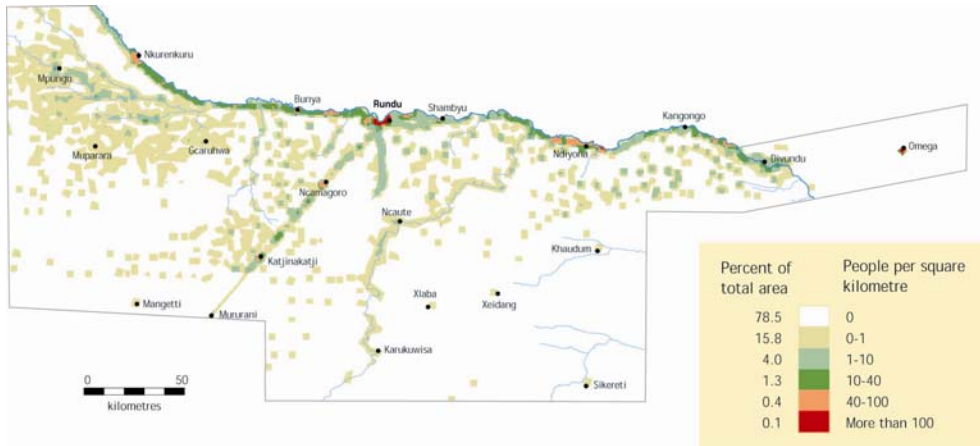 Nkurenkuru
Mpungu
Bunya
Rundu
Shambyu
Kangongo
Muparara
Gcaruhwa
Ndiyona
Divundu
Omega
Ncamagoro
Ncaute
Katjinakatji
Khaudum
Mangetti
Mururani
Xlaba
Xeidang
Karukuwisa
Sikereti
0 50
kilometres
Percent of total area
People per square kilometre
78.5 0
15.8 0-1
4.0 1-10
1.3 10-40
0.4 40-100
0.1 More than 100